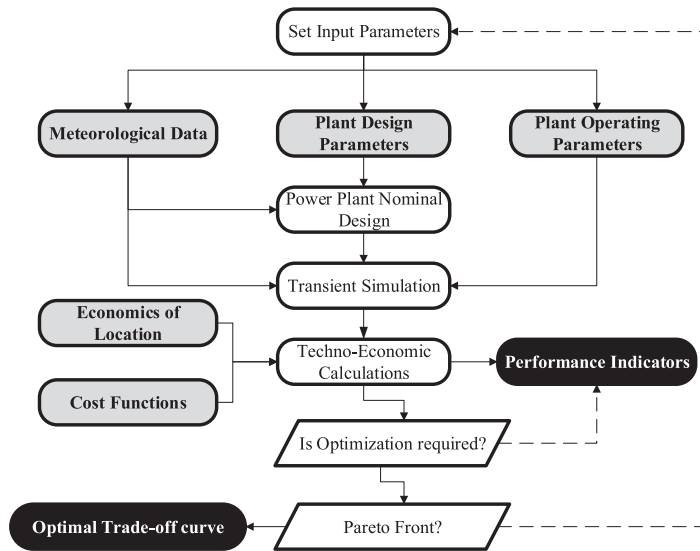 Set Input Parameters
Meteorological Data
Plant Design
Parameters
Plant Operating
Parameters
Power Plant Nominal
Design
Transient Simulation
Economics of
Location
Techno-Economic
Calculations
Performance Indicators
Cost Functions
Is Optimization required?
Optimal Trade-off curve
Pareto Front?